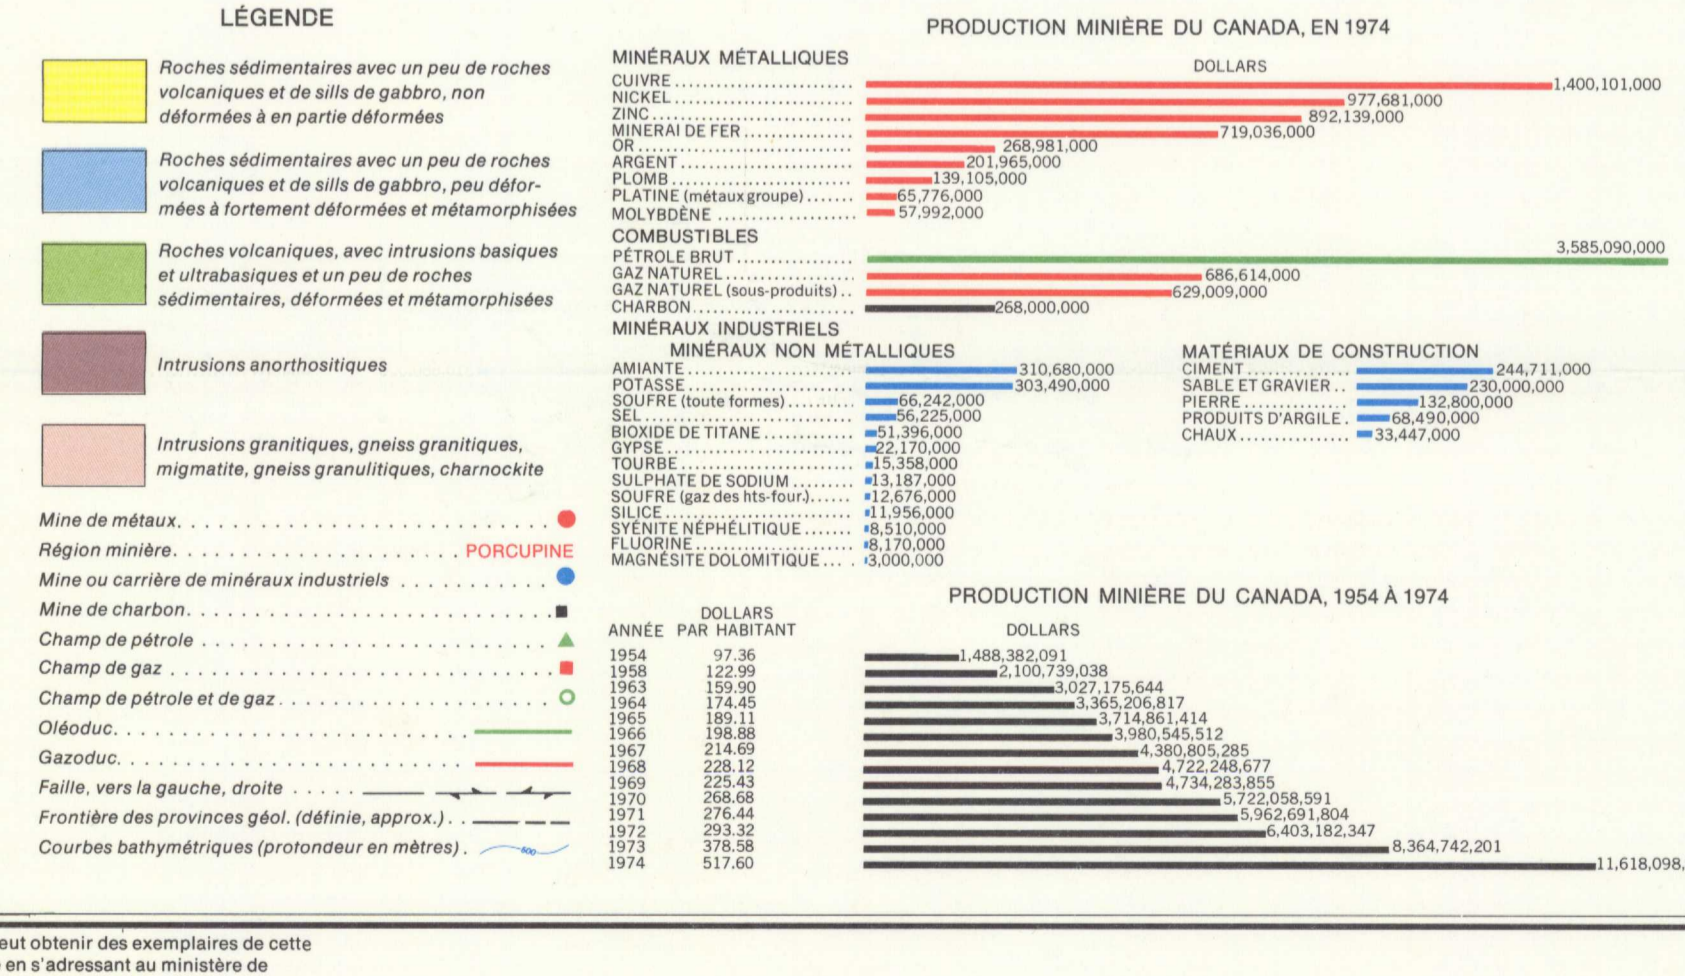 LÉGENDE
Roches sédimentaires avec un peu de roches
volcaniques et de sills de gabbro, non
déformées à en partie déformées
Roches sédimentaires avec un peu de roches
volcaniques et de sills de gabbro, peu défor-
mées à fortement déformées et métamorphisées
Roches volcaniques, avec intrusions basiques
et ultrabasiques et un peu de roches
sédimentaires, déformées et métamorphisées
Intrusions anorthositiques
Intrusions granitiques, gneiss granitiques,
migmatite, gneiss granulitiques, charnockite
Mine de métaux
Région minière PORCUPINE
Mine ou carrière de minéraux industriels
Mine de charbon
Champ de pétrole
Champ de gaz
Champ de pétrole et de gaz
Oléoduc
Gazoduc
Faille, vers la gauche, droite
Frontière des provinces géol. (définie, approx.)
Courbes bathymétriques (protondeur en mètres) 600
PRODUCTION MINIÈRE DU CANADA, EN 1974
MINÉRAUX MÉTALLIQUES
DOLLARS
CUIVRE 1,400,101,000
NICKEL 977,681,000
ZINC 892,139,000
MINERAI DE FER 719,036,000
OR 268,981,000
ARGENT 201,965,000
PLOMB 139,105,000
PLATINE (métaux groupe) 65,776,000
MOLYBDÈNE 57,992,000
COMBUSTIBLES
PÉTROLE BRUT 3,585,090,000
GAZ NATUREL 686,614,000
GAZ NATUREL (sous-produits) 629,009,000
CHARBON 268,000,000
MINÉRAUX INDUSTRIELS
MINÉRAUX NON MÉTALLIQUES
AMIANTE 310,680,000
POTASSE 303,490,000
SOUFRE (toute formes) 66,242,000
SEL 56,225,000
BIOXIDE DE TITANE 51,396,000
GYPSE 22,170,000
TOURBE 15,358,000
SULPHATE DE SODIUM 13,187,000
SOUFRE (gaz des hts-four.) 12,676,000
SILICE 11,956,000
SYÉNITE NÉPHÉLITIQUE 8,510,000
FLUORINE 8,170,000
MAGNÉSITE DOLOMITIQUE 3,000,000
MATÉRIAUX DE CONSTRUCTION
CIMENT 244,711,000
SABLE ET GRAVIER 230,000,000
PIERRE 132,800,000
PRODUITS D'ARGILE 68,490,000
CHAUX 33,447,000
PRODUCTION MINIÈRE DU CANADA, 1954 À 1974
DOLLARS
ANNÉE PAR HABITANT DOLLARS
1954 97.36 1,488,382,091
1958 122.99 2,100,739,038
1963 159.90 3,027,175,644
1964 174.45 3,365,206,817
1965 189.11 3,714,861,414
1966 198.88 3,980,545,512
1967 214.69 4,380,805,285
1968 228.12 4,722,248,677
1969 225.43 4,734,283,855
1970 268.68 5,722,058,591
1971 276.44 5,962,691,804
1972 293.32 6,403,182,347
1973 378.58 8,364,742,201
1974 517.60 11,618,098,
eut obtenir des exemplaires de cette
en s'adressant au ministère de